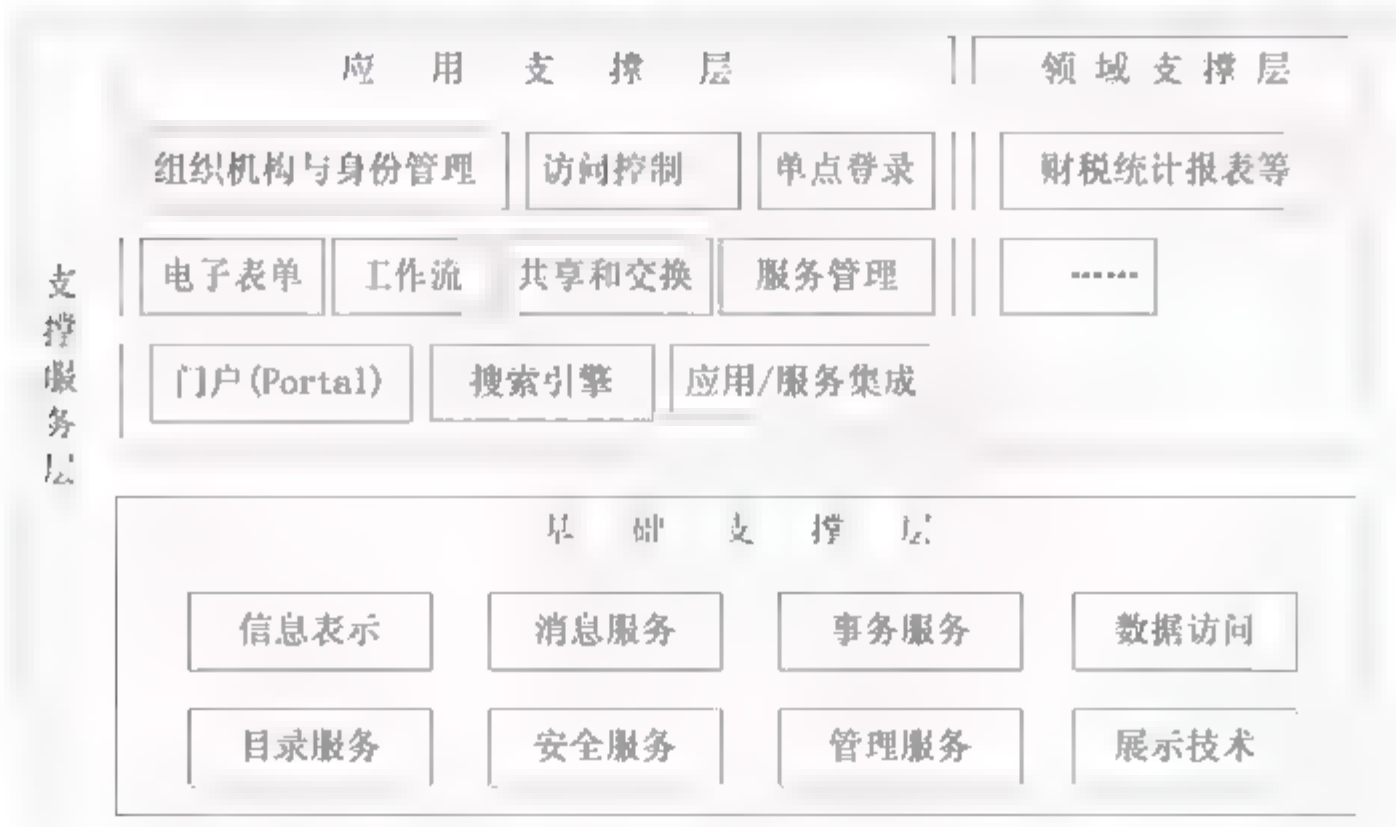 应用支撑层
领域支撑层
组织机构与身份管理 访问控制 单点登录 财税统计报表等
电子表单 工作流 共享和交换 服务管理 ……
门户(Portal) 搜索引擎 应用/服务集成
支撑服务层
基础支撑层
信息表示 消息服务 事务服务 数据访问
目录服务 安全服务 管理服务 展示技术